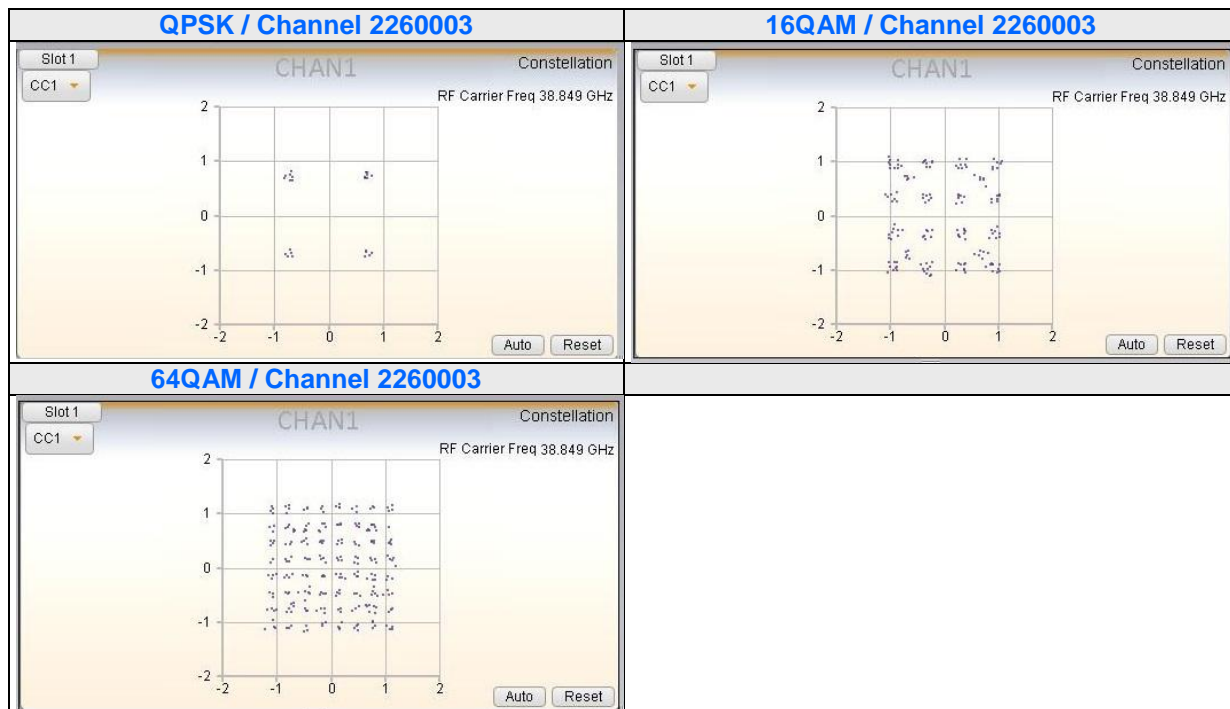 QPSK / Channel 2260003
16QAM / Channel 2260003
Slot 1
CHAN1
Constellation
CC1
RF Carrier Freq 38.849 GHz
2
1
0
-1
-2
-2 -1 0 1 2
Auto Reset
Slot 1
CHAN1
Constellation
CC1
RF Carrier Freq 38.849 GHz
2
1
0
-1
-2
-2 -1 0 1 2
Auto Reset
64QAM / Channel 2260003
Slot 1
CHAN1
Constellation
CC1
RF Carrier Freq 38.849 GHz
2
1
0
-1
-2
-2 -1 0 1 2
Auto Reset